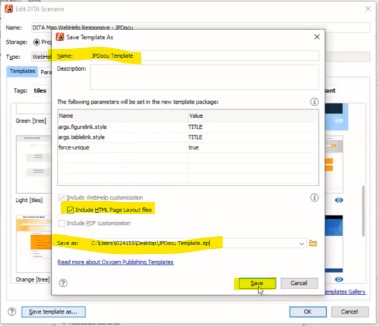 Edit DITA Scenario
Name: DITA Map WebHelp Responsive - JPDocu
Storage:
Type: WebHel
Templates Para
Tags: tiles
Green [tree]
Light [tiles]
Orange [tree]
Save Template As
Name: JPDocu Template
Description:
The following parameters will be set in the new template package:
Name Value
args.figurelink.style TITLE
args.tablelink.style TITLE
force-unique true
Include WebHelp customization
Include HTML Page Layout files
Include PDF customization
Save as: C:\Users\t024155\Desktop\JPDocu Template.zip
Read more about Oxygen Publishing Templates
? Save Cancel
Templates Gallery
? Save template as... OK Cancel